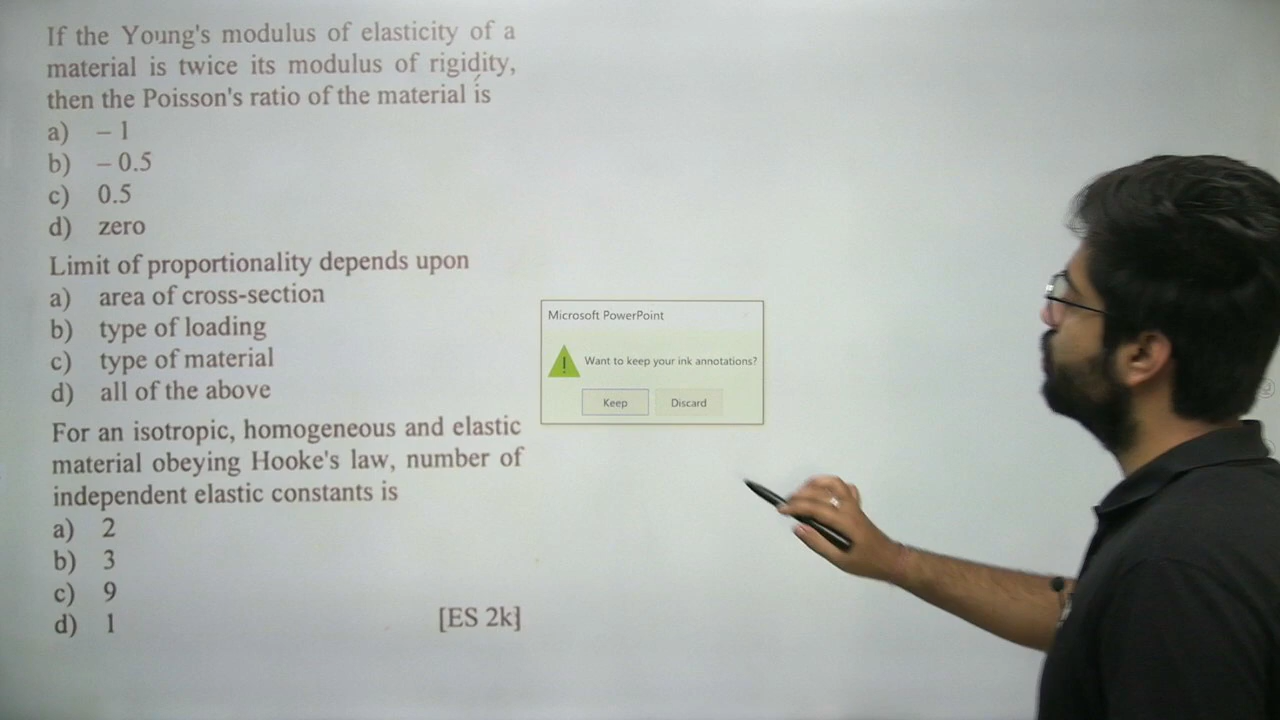 If the Young's modulus of elasticity of a
material is twice its modulus of rigidity,
then the Poisson's ratio of the material is
a) – 1
b) – 0.5
c) 0.5
d) zero
Limit of proportionality depends upon
a) area of cross-section
b) type of loading
c) type of material
d) all of the above
For an isotropic, homogeneous and elastic
material obeying Hooke's law, number of
independent elastic constants is
a) 2
b) 3
c) 9
d) 1 [ES 2k]
Microsoft PowerPoint
Want to keep your ink annotations?
Keep Discard